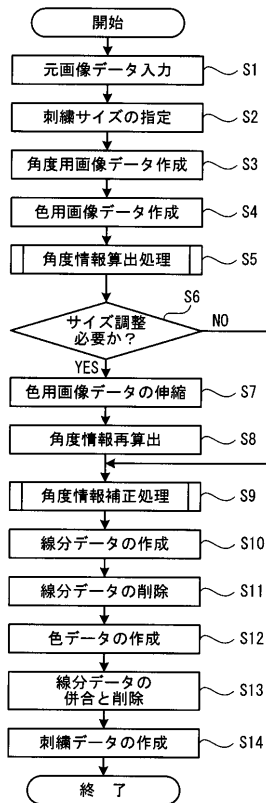 開始
元画像データ入力
S1
刺繍サイズの指定
S2
角度用画像データ作成
S3
色用画像データ作成
S4
角度情報算出処理
S5
S6
サイズ調整
必要か?
NO
YES
色用画像データの伸縮
S7
角度情報再算出
S8
角度情報補正処理
S9
線分データの作成
S10
線分データの削除
S11
色データの作成
S12
線分データの
併合と削除
S13
刺繍データの作成
S14
終 了